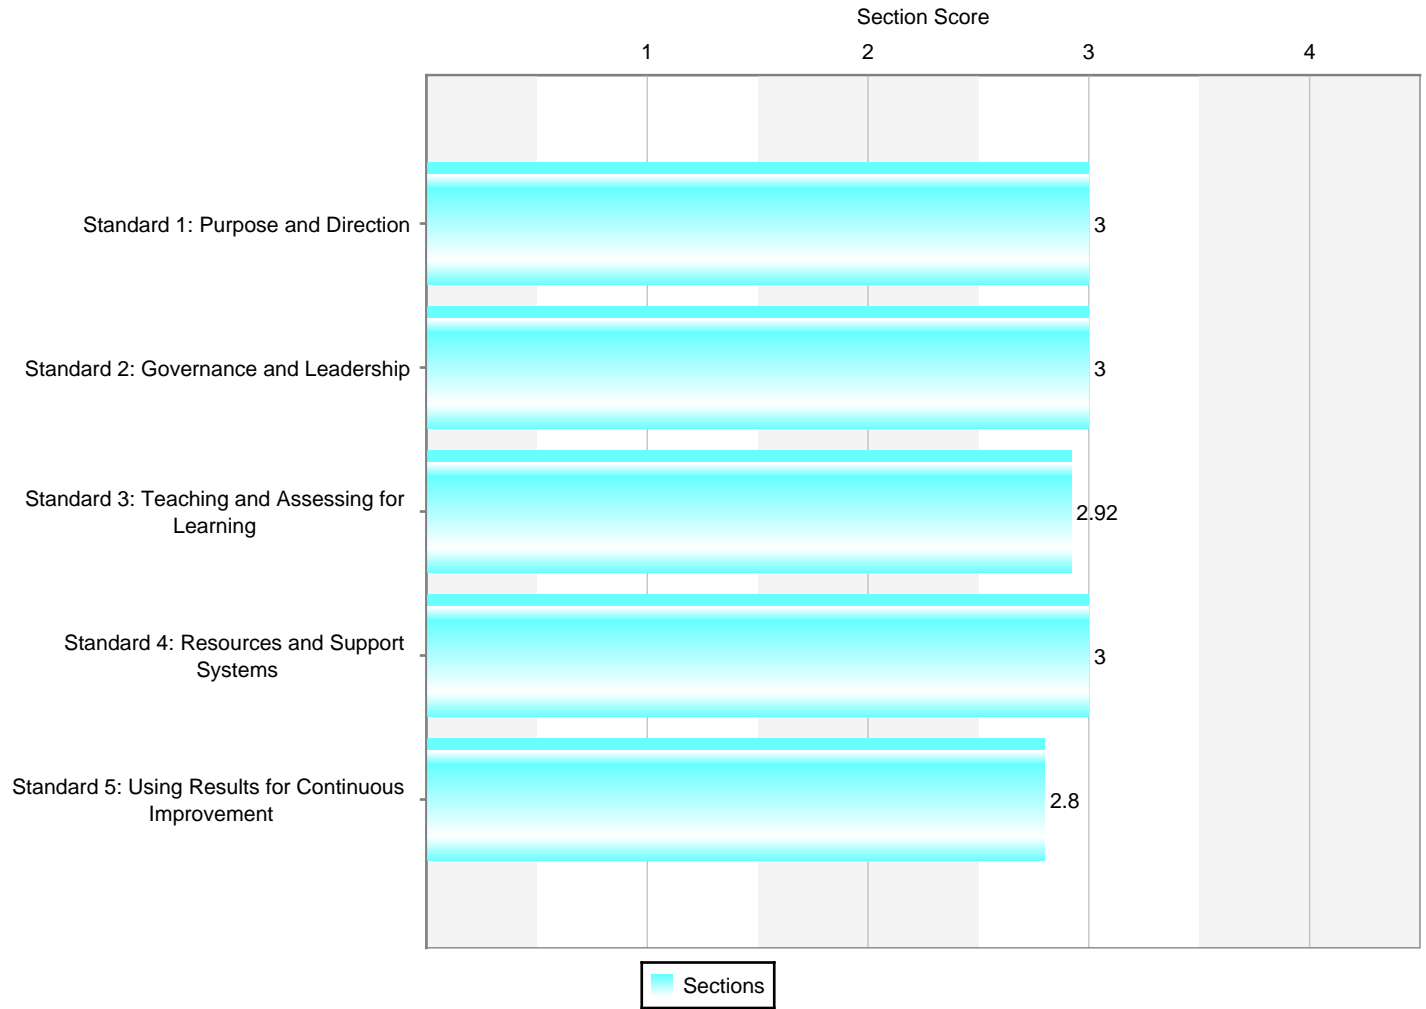 Section Score
1 2 3 4
Standard 1: Purpose and Direction
3
Standard 2: Governance and Leadership
3
Standard 3: Teaching and Assessing for
Learning
2.92
Standard 4: Resources and Support
Systems
3
Standard 5: Using Results for Continuous
Improvement
2.8
Sections